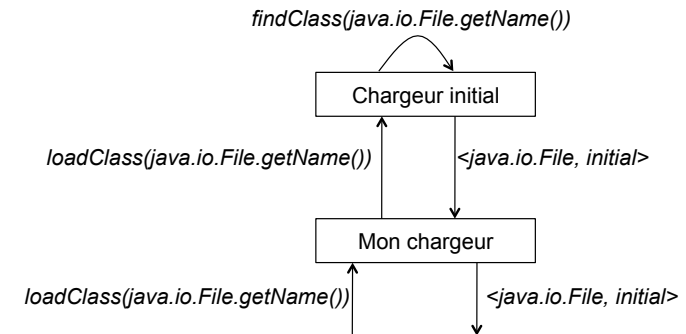 findClass(java.io.File.getName())
Chargeur initial
loadClass(java.io.File.getName())
<java.io.File, initial>
Mon chargeur
loadClass(java.io.File.getName())
<java.io.File, initial>